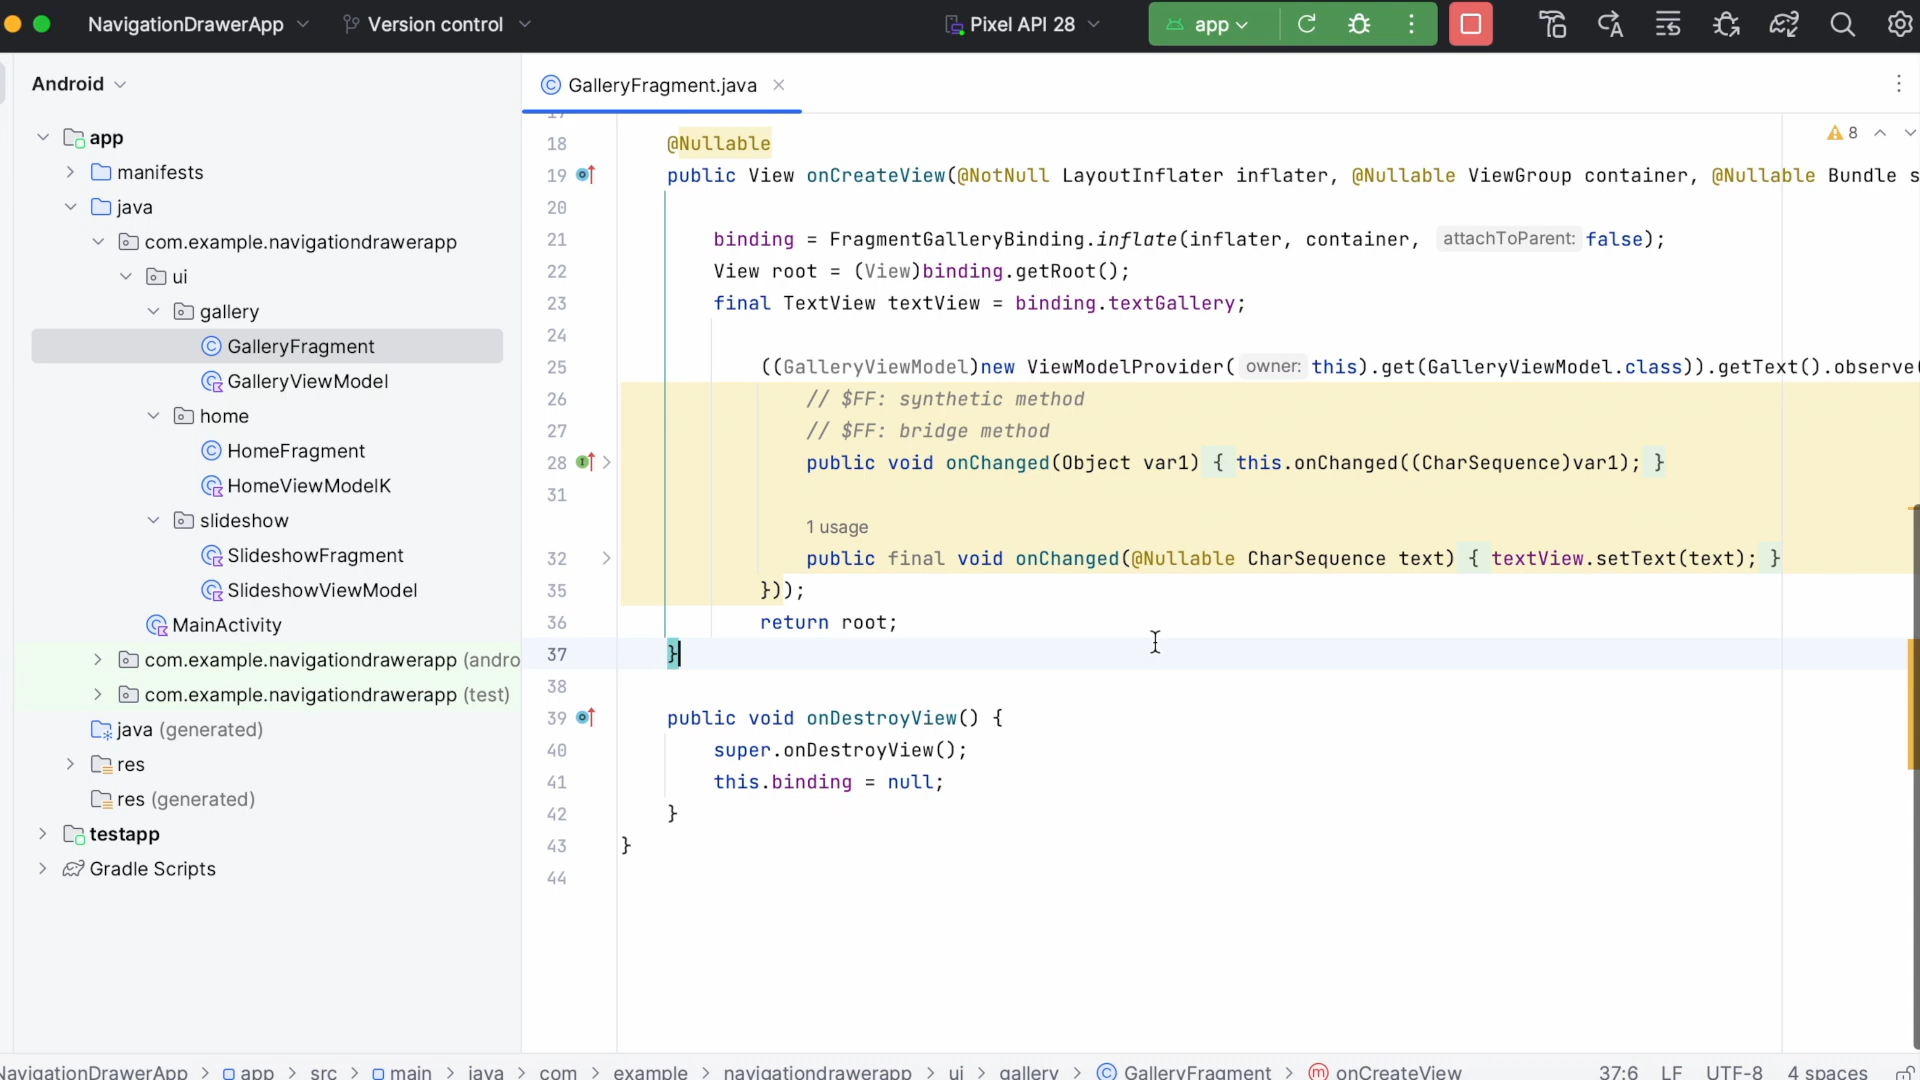 NavigationDrawerApp Version control Pixel API 28 app
Android
app
manifests
java
com.example.navigationdrawerapp
ui
gallery
GalleryFragment
GalleryViewModel
home
HomeFragment
HomeViewModelK
slideshow
SlideshowFragment
SlideshowViewModel
MainActivity
com.example.navigationdrawerapp (andro
com.example.navigationdrawerapp (test)
java (generated)
res
res (generated)
testapp
Gradle Scripts
GalleryFragment.java
8
17
18 @Nullable
19 public View onCreateView(@NotNull LayoutInflater inflater, @Nullable ViewGroup container, @Nullable Bundle s
20
21 binding = FragmentGalleryBinding.inflate(inflater, container, attachToParent: false);
22 View root = (View)binding.getRoot();
23 final TextView textView = binding.textGallery;
24
25 ((GalleryViewModel)new ViewModelProvider( owner: this).get(GalleryViewModel.class)).getText().observe(
26 // $FF: synthetic method
27 // $FF: bridge method
28 public void onChanged(Object var1) { this.onChanged((CharSequence)var1); }
31
1 usage
32 public final void onChanged(@Nullable CharSequence text) { textView.setText(text); }
35 }));
36 return root;
37 }
38
39 public void onDestroyView() {
40 super.onDestroyView();
41 this.binding = null;
42 }
43 }
44
NavigationDrawerApp > app > src > main > java > com > example > navigationdrawerapp > ui > gallery > GalleryFragment > onCreateView 37:6 LF UTF-8 4 spaces